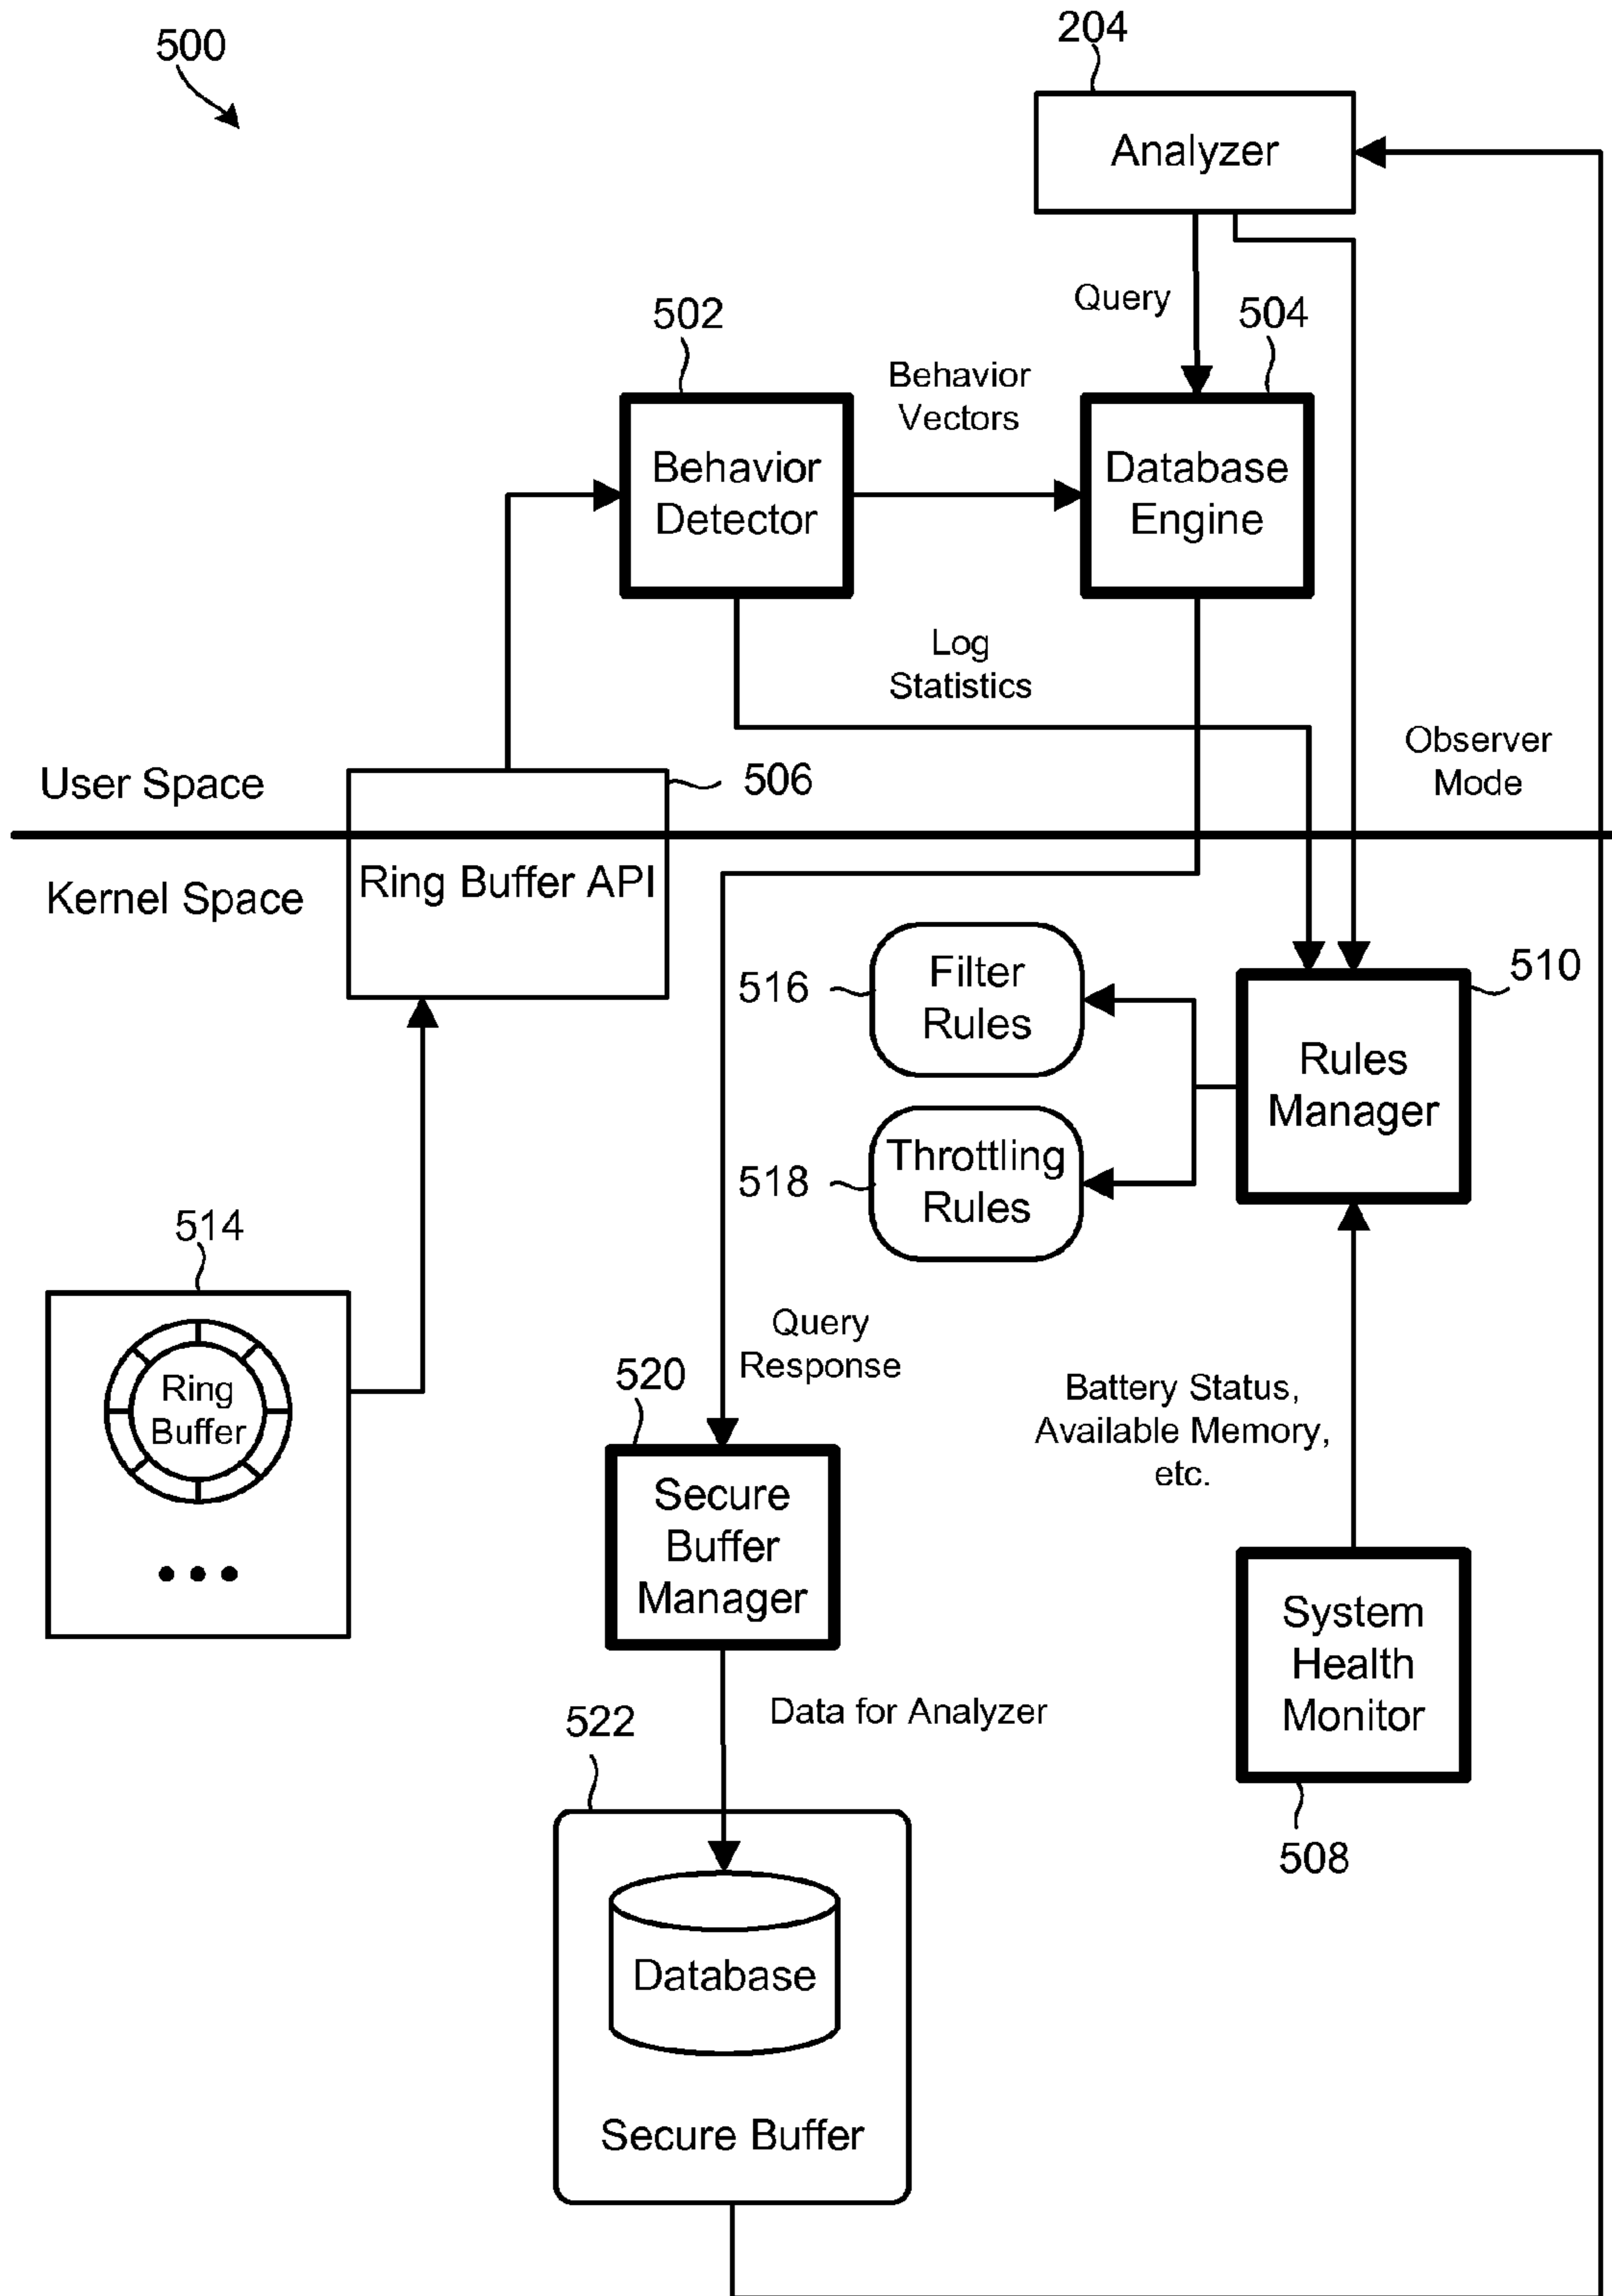 500
204
Analyzer
Query
502
504
Behavior
Vectors
Behavior
Detector
Database
Engine
Log
Statistics
Observer
Mode
User Space
506
Kernel Space
Ring Buffer API
516
Filter
Rules
510
Rules
Manager
518
Throttling
Rules
514
Ring
Buffer
Query
Response
520
Battery Status,
Available Memory,
etc.
Secure
Buffer
Manager
System
Health
Monitor
Data for Analyzer
522
508
Database
Secure Buffer